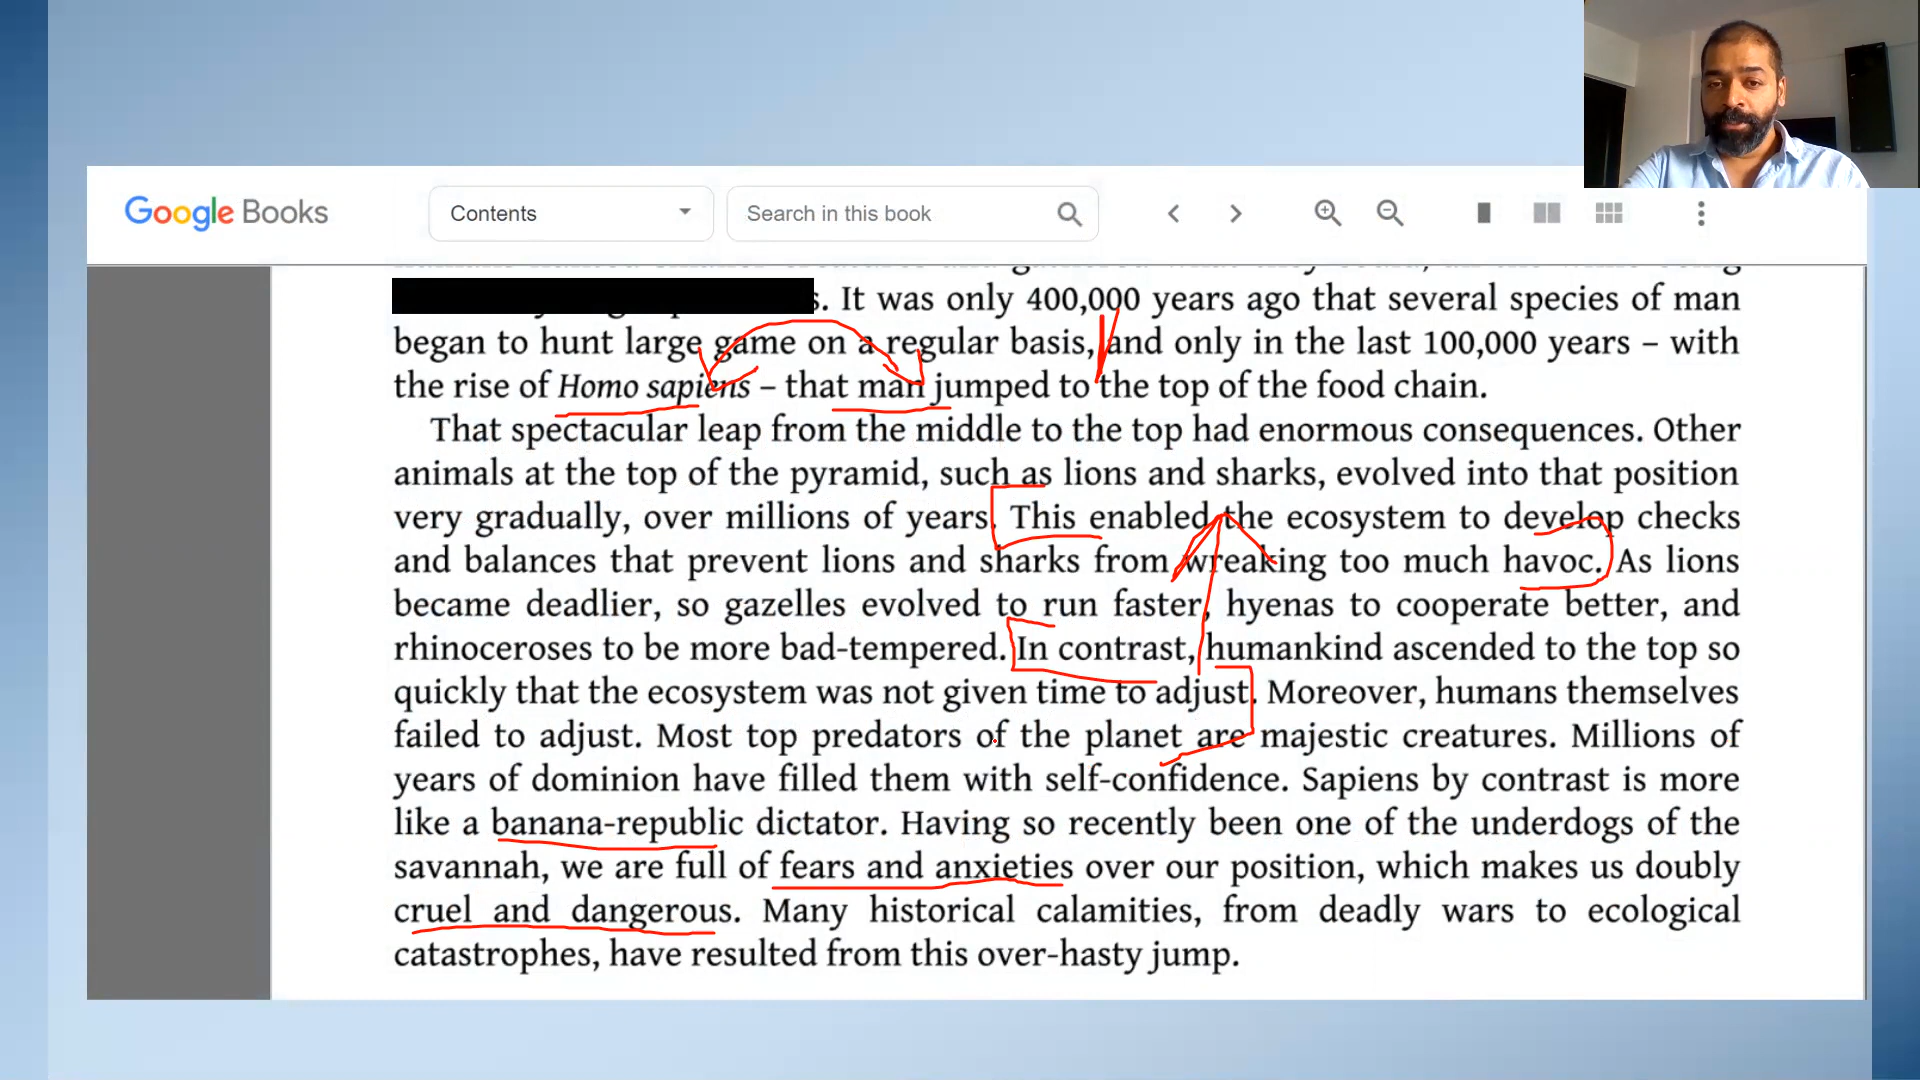 Google Books
Contents
Search in this book
s. It was only 400,000 years ago that several species of man
began to hunt large game on a regular basis, and only in the last 100,000 years – with
the rise of Homo sapiens – that man jumped to the top of the food chain.
That spectacular leap from the middle to the top had enormous consequences. Other
animals at the top of the pyramid, such as lions and sharks, evolved into that position
very gradually, over millions of years. This enabled the ecosystem to develop checks
and balances that prevent lions and sharks from wreaking too much havoc. As lions
became deadlier, so gazelles evolved to run faster, hyenas to cooperate better, and
rhinoceroses to be more bad-tempered. In contrast, humankind ascended to the top so
quickly that the ecosystem was not given time to adjust. Moreover, humans themselves
failed to adjust. Most top predators of the planet are majestic creatures. Millions of
years of dominion have filled them with self-confidence. Sapiens by contrast is more
like a banana-republic dictator. Having so recently been one of the underdogs of the
savannah, we are full of fears and anxieties over our position, which makes us doubly
cruel and dangerous. Many historical calamities, from deadly wars to ecological
catastrophes, have resulted from this over-hasty jump.